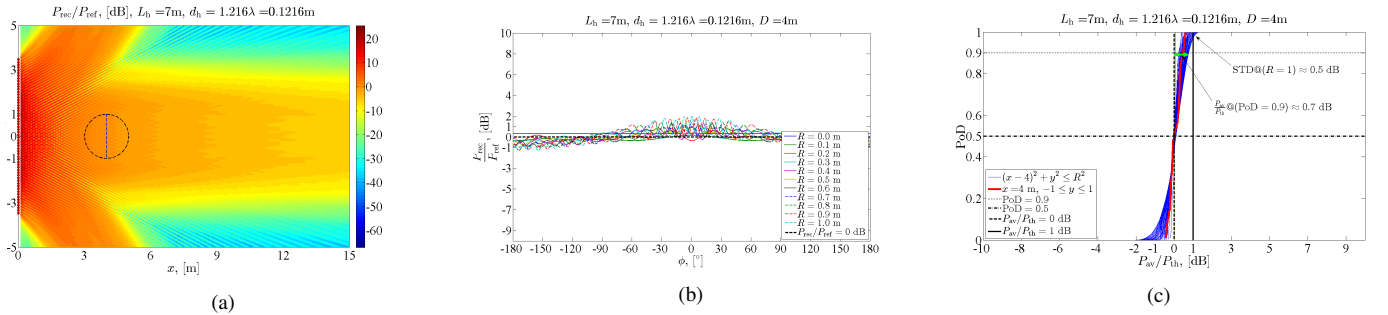 P_rec/P_ref, [dB], L_h =7m, d_h = 1.216λ =0.1216m
5
4
3
2
1
0
-1
-2
-3
-4
-5
0
3
6
9
12
15
x, [m]
20
10
0
-10
-20
-30
-40
-50
-60
(a)
L_h =7m, d_h = 1.216λ =0.1216m, D =4m
P_rec/P_ref, [dB]
10
8
6
4
2
1
0
-1
-3
-5
-7
-9
-180
-150
-120
-90
-60
-30
0
30
60
90
120
150
180
ϕ, [°]
R = 0.0 m
R = 0.1 m
R = 0.2 m
R = 0.3 m
R = 0.4 m
R = 0.5 m
R = 0.6 m
R = 0.7 m
R = 0.8 m
R = 0.9 m
R = 1.0 m
P_rec/P_ref = 0 dB
(b)
L_h =7m, d_h = 1.216λ =0.1216m, D =4m
PoD
1
0.9
0.8
0.6
0.5
0.4
0.2
0
-10
-8
-6
-4
-2
0
1
2
4
6
8
P_av/P_th, [dB]
STD@(R = 1) ≈ 0.5 dB
P_av/P_th@(PoD = 0.9) ≈ 0.7 dB
(x − 4)² + y² ≤ R²
x =4 m, −1 ≤ y ≤ 1
PoD = 0.9
PoD = 0.5
P_av/P_th = 0 dB
P_av/P_th = 1 dB
(c)